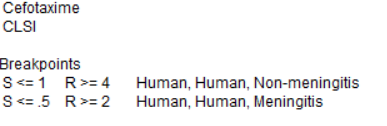 Cefotaxime
CLSI
Breakpoints
S <= 1 R >= 4 Human, Human, Non-meningitis
S <= .5 R >= 2 Human, Human, Meningitis